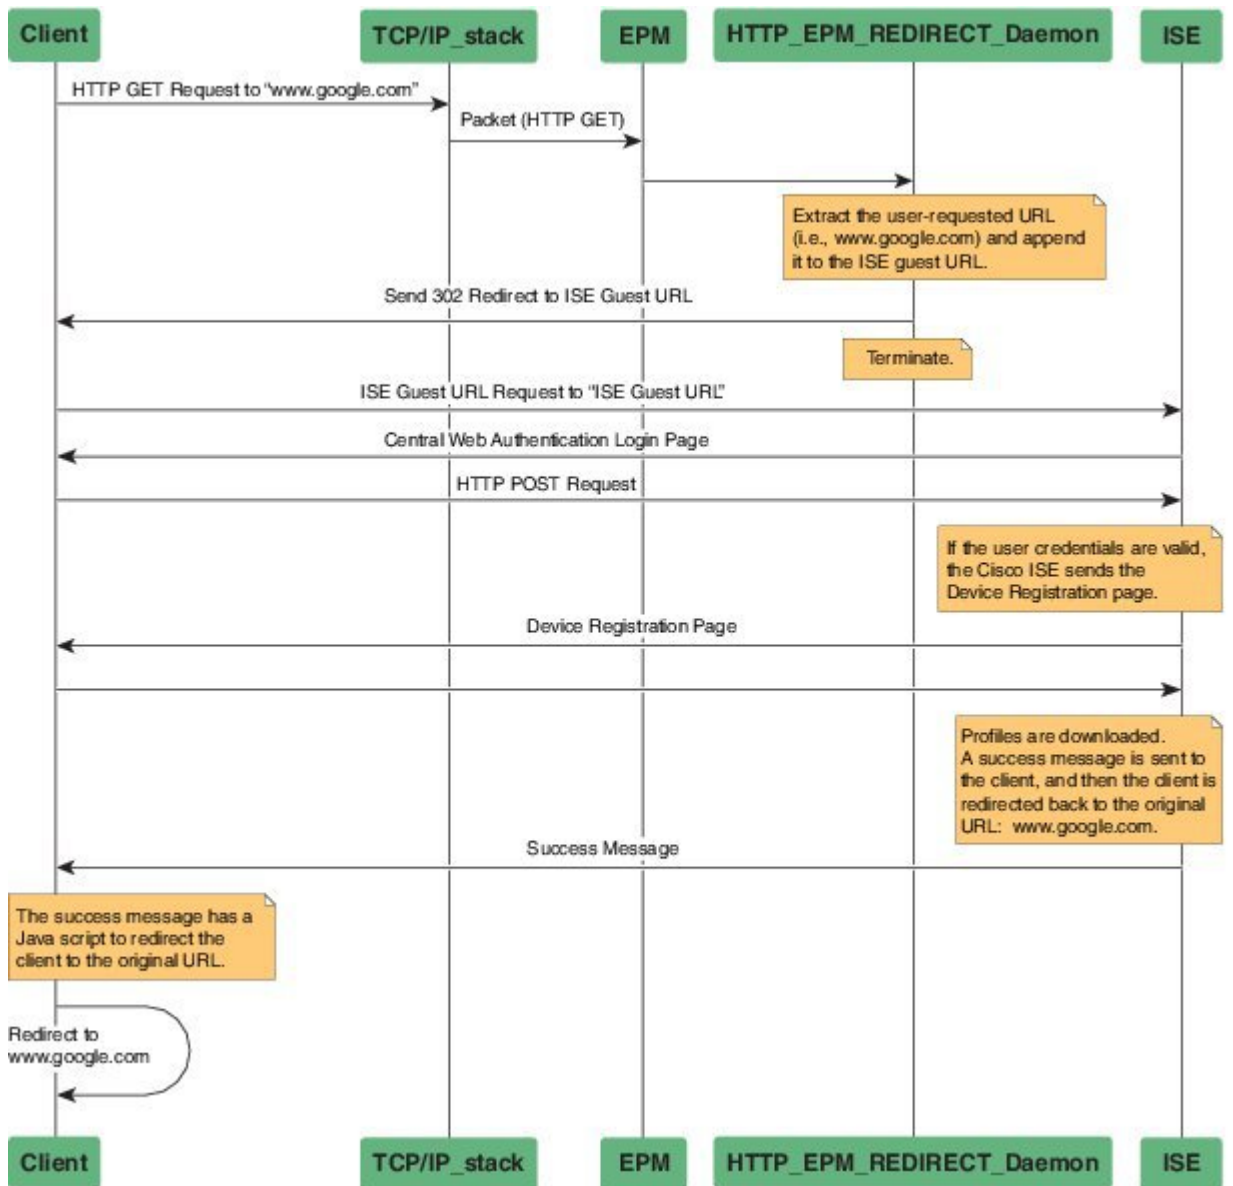 Client
TCP/IP_stack
EPM
HTTP_EPM_REDIRECT_Daemon
ISE
HTTP GET Request to "www.google.com"
Packet (HTTP GET)
Extract the user-requested URL
(i.e., www.google.com) and append
it to the ISE guest URL.
Send 302 Redirect to ISE Guest URL
Terminate.
ISE Guest URL Request to "ISE Guest URL"
Central Web Authentication Login Page
HTTP POST Request
If the user credentials are valid,
the Cisco ISE sends the
Device Registration page.
Device Registration Page
Profiles are downloaded.
A success message is sent to
the client, and then the client is
redirected back to the original
URL: www.google.com.
Success Message
The success message has a
Java script to redirect the
client to the original URL.
Redirect to
www.google.com
Client
TCP/IP_stack
EPM
HTTP_EPM_REDIRECT_Daemon
ISE